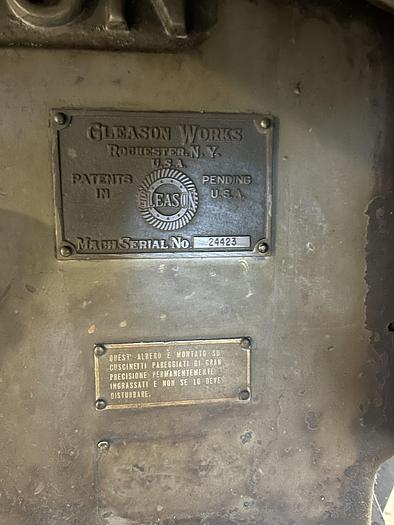 GLEASON WORKS
ROCHESTER, N.Y.
U.S.A.
PATENTS PENDING
IN U.S.A.
GLEASON
MACH. SERIAL NO. 24423
QUEST' ALBERO È MONTATO SU
CUSCINETTI PAREGGIATI DI GRAN
PRECISIONE PERMANENTEMENTE
INGRASSATI E NON SE LO DEVE
DISTURBARE.